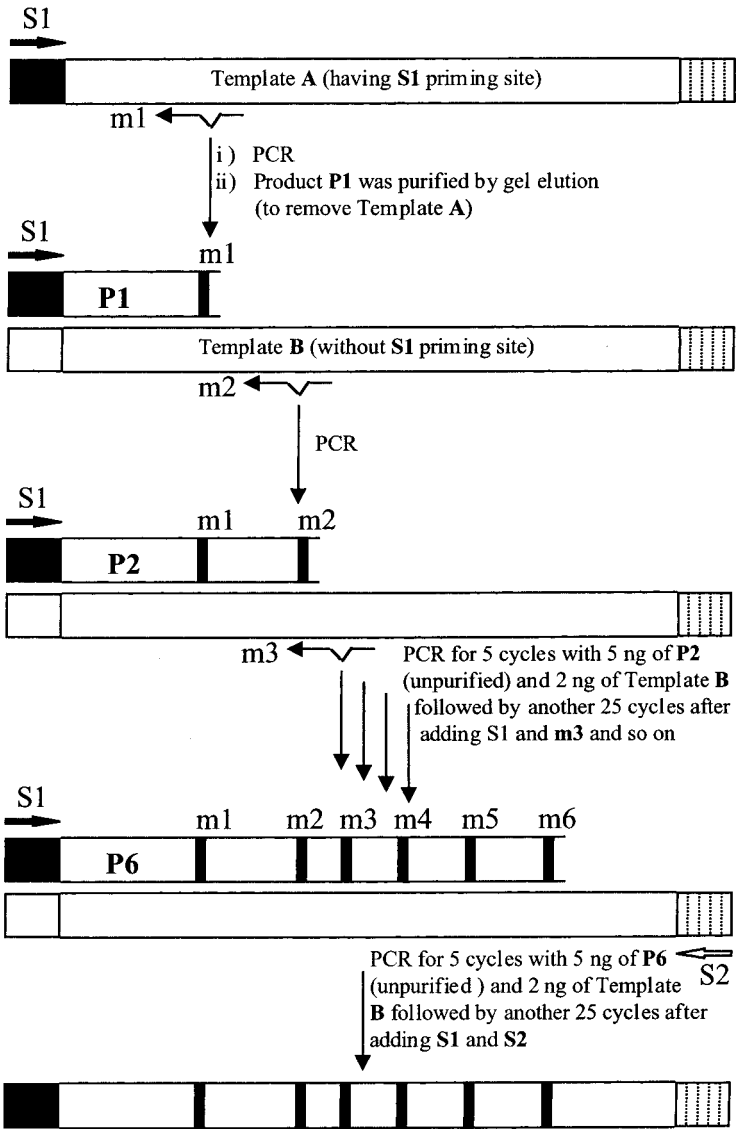 S1
Template A (having S1 priming site)
m1
i ) PCR
ii) Product P1 was purified by gel elution
(to remove Template A)
S1
m1
P1
Template B (without S1 priming site)
m2
PCR
S1
m1 m2
P2
m3
PCR for 5 cycles with 5 ng of P2
(unpurified) and 2 ng of Template B
followed by another 25 cycles after
adding S1 and m3 and so on
S1
m1 m2 m3 m4 m5 m6
P6
PCR for 5 cycles with 5 ng of P6
S2
(unpurified ) and 2 ng of Template
B followed by another 25 cycles after
adding S1 and S2